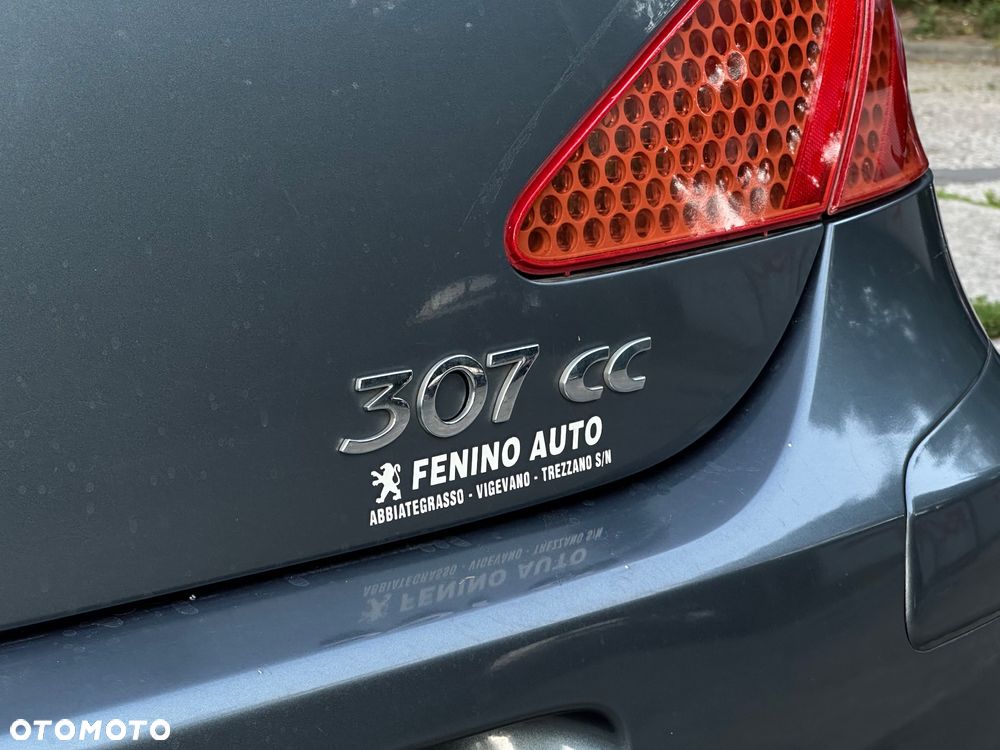 307 CC
FENINO AUTO
ABBIATEGRASSO - VIGEVANO - TREZZANO S/N
OTOMOTO